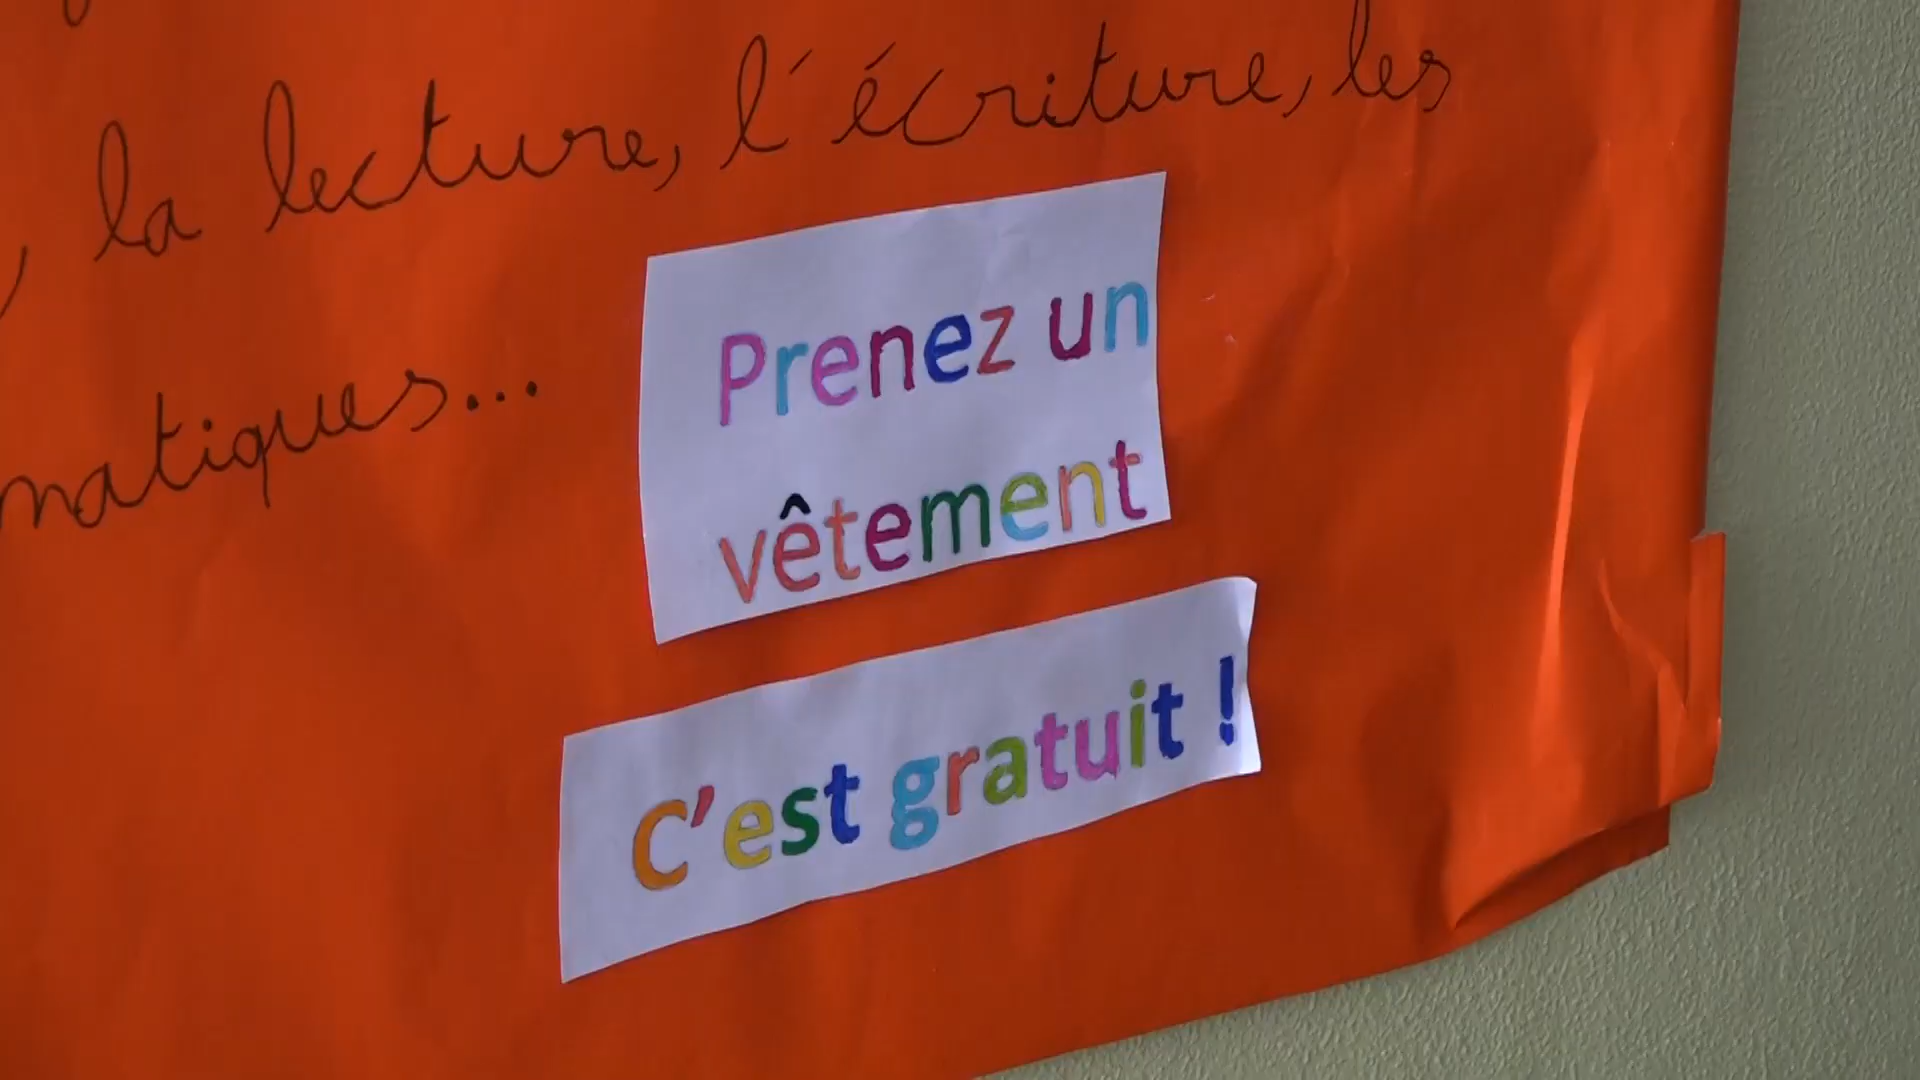 , la lecture, l'écriture, les
matiques...
Prenez un
vêtement
C'est gratuit !